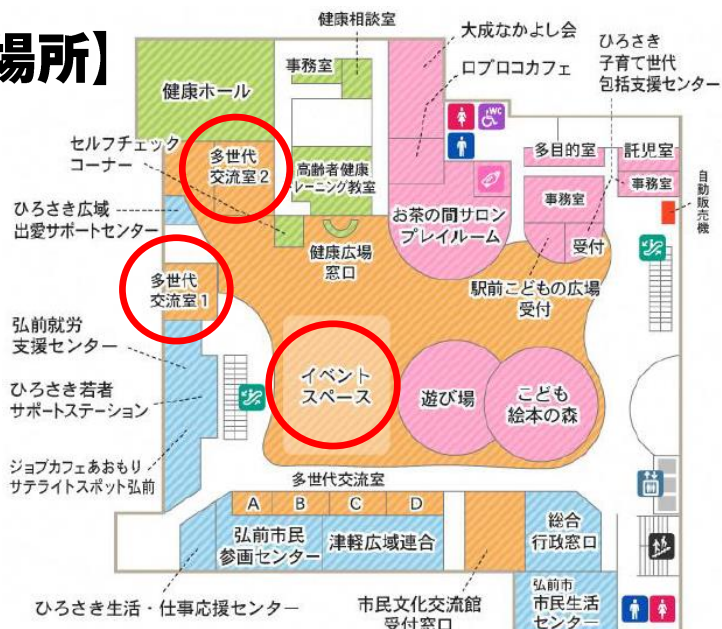 場所】
健康相談室
大成なかよし会
ひろさき
子育て世代
包括支援センター
事務室
ロブロコカフェ
健康ホール
WC
セルフチェック
コーナー
多世代
交流室2
高齢者健康
トレーニング教室
多目的室
託児室
事務室
事務室
自動販売機
ひろさき広域
出愛サポートセンター
お茶の間サロン
プレイルーム
受付
健康広場
窓口
多世代
交流室1
駅前こどもの広場
受付
弘前就労
支援センター
イベント
スペース
遊び場
こども
絵本の森
ひろさき若者
サポートステーション
ジョブカフェあおもり
サテライトスポット弘前
多世代交流室
A B C D
弘前市民
参画センター
津軽広域連合
総合
行政窓口
ひろさき生活・仕事応援センター
市民文化交流館
受付窓口
弘前市
市民生活
センター